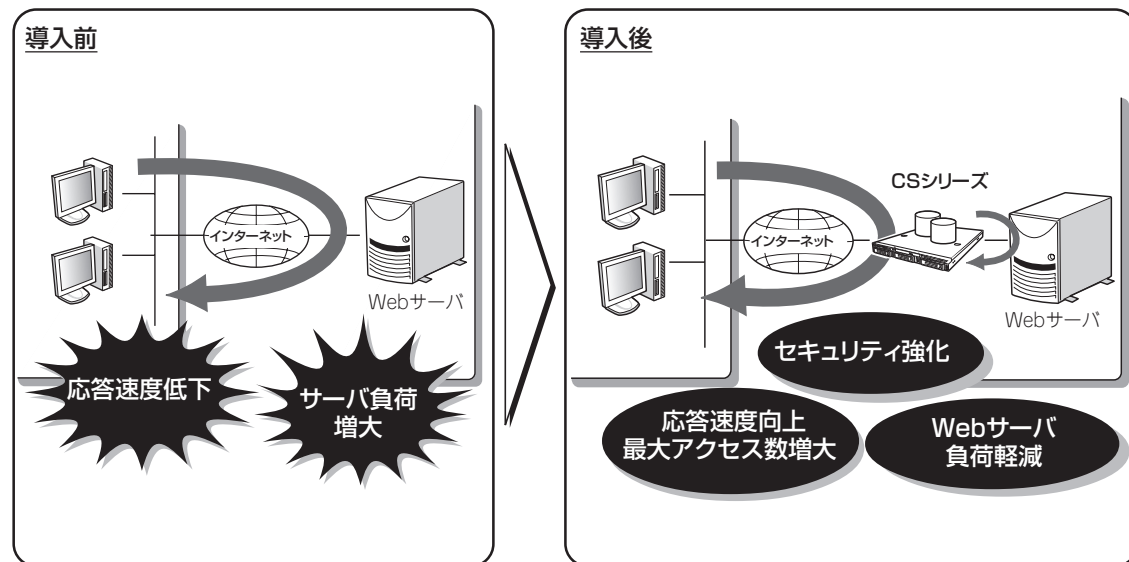 導入前
インターネット
Webサーバ
応答速度低下
サーバ負荷
増大
導入後
CSシリーズ
インターネット
Webサーバ
セキュリティ強化
応答速度向上
最大アクセス数増大
Webサーバ
負荷軽減